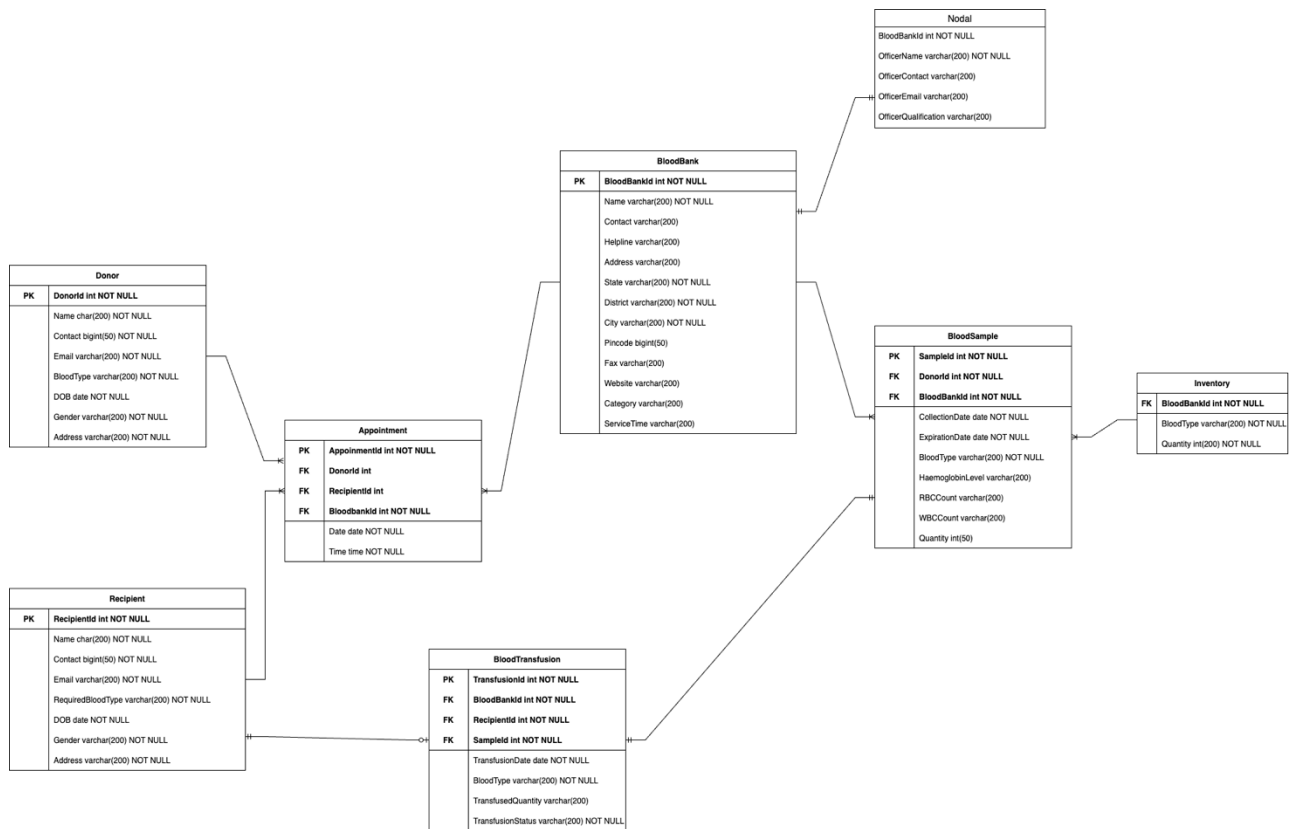 Nodal
BloodBankId int NOT NULL
OfficerName varchar(200) NOT NULL
OfficerContact varchar(200)
OfficerEmail varchar(200)
OfficerQualification varchar(200)
BloodBank
PK BloodBankId int NOT NULL
Name varchar(200) NOT NULL
Contact varchar(200)
Helpline varchar(200)
Address varchar(200)
State varchar(200) NOT NULL
District varchar(200) NOT NULL
City varchar(200) NOT NULL
Pincode bigint(50)
Fax varchar(200)
Website varchar(200)
Category varchar(200)
ServiceTime varchar(200)
Donor
PK DonorId int NOT NULL
Name char(200) NOT NULL
Contact bigint(50) NOT NULL
Email varchar(200) NOT NULL
BloodType varchar(200) NOT NULL
DOB date NOT NULL
Gender varchar(200) NOT NULL
Address varchar(200) NOT NULL
BloodSample
PK SampleId int NOT NULL
FK DonorId int NOT NULL
FK BloodBankId int NOT NULL
CollectionDate date NOT NULL
ExpirationDate date NOT NULL
BloodType varchar(200) NOT NULL
HaemoglobinLevel varchar(200)
RBCCount varchar(200)
WBCCount varchar(200)
Quantity int(50)
Inventory
FK BloodBankId int NOT NULL
BloodType varchar(200) NOT NULL
Quantity int(200) NOT NULL
Appointment
PK AppoinmentId int NOT NULL
FK DonorId int
FK RecipientId int
FK BloodbankId int NOT NULL
Date date NOT NULL
Time time NOT NULL
Recipient
PK RecipientId int NOT NULL
Name char(200) NOT NULL
Contact bigint(50) NOT NULL
Email varchar(200) NOT NULL
RequiredBloodType varchar(200) NOT NULL
DOB date NOT NULL
Gender varchar(200) NOT NULL
Address varchar(200) NOT NULL
BloodTransfusion
PK TransfusionId int NOT NULL
FK BloodBankId int NOT NULL
FK RecipientId int NOT NULL
FK SampleId int NOT NULL
TransfusionDate date NOT NULL
BloodType varchar(200) NOT NULL
TransfusedQuantity varchar(200)
TransfusionStatus varchar(200) NOT NULL